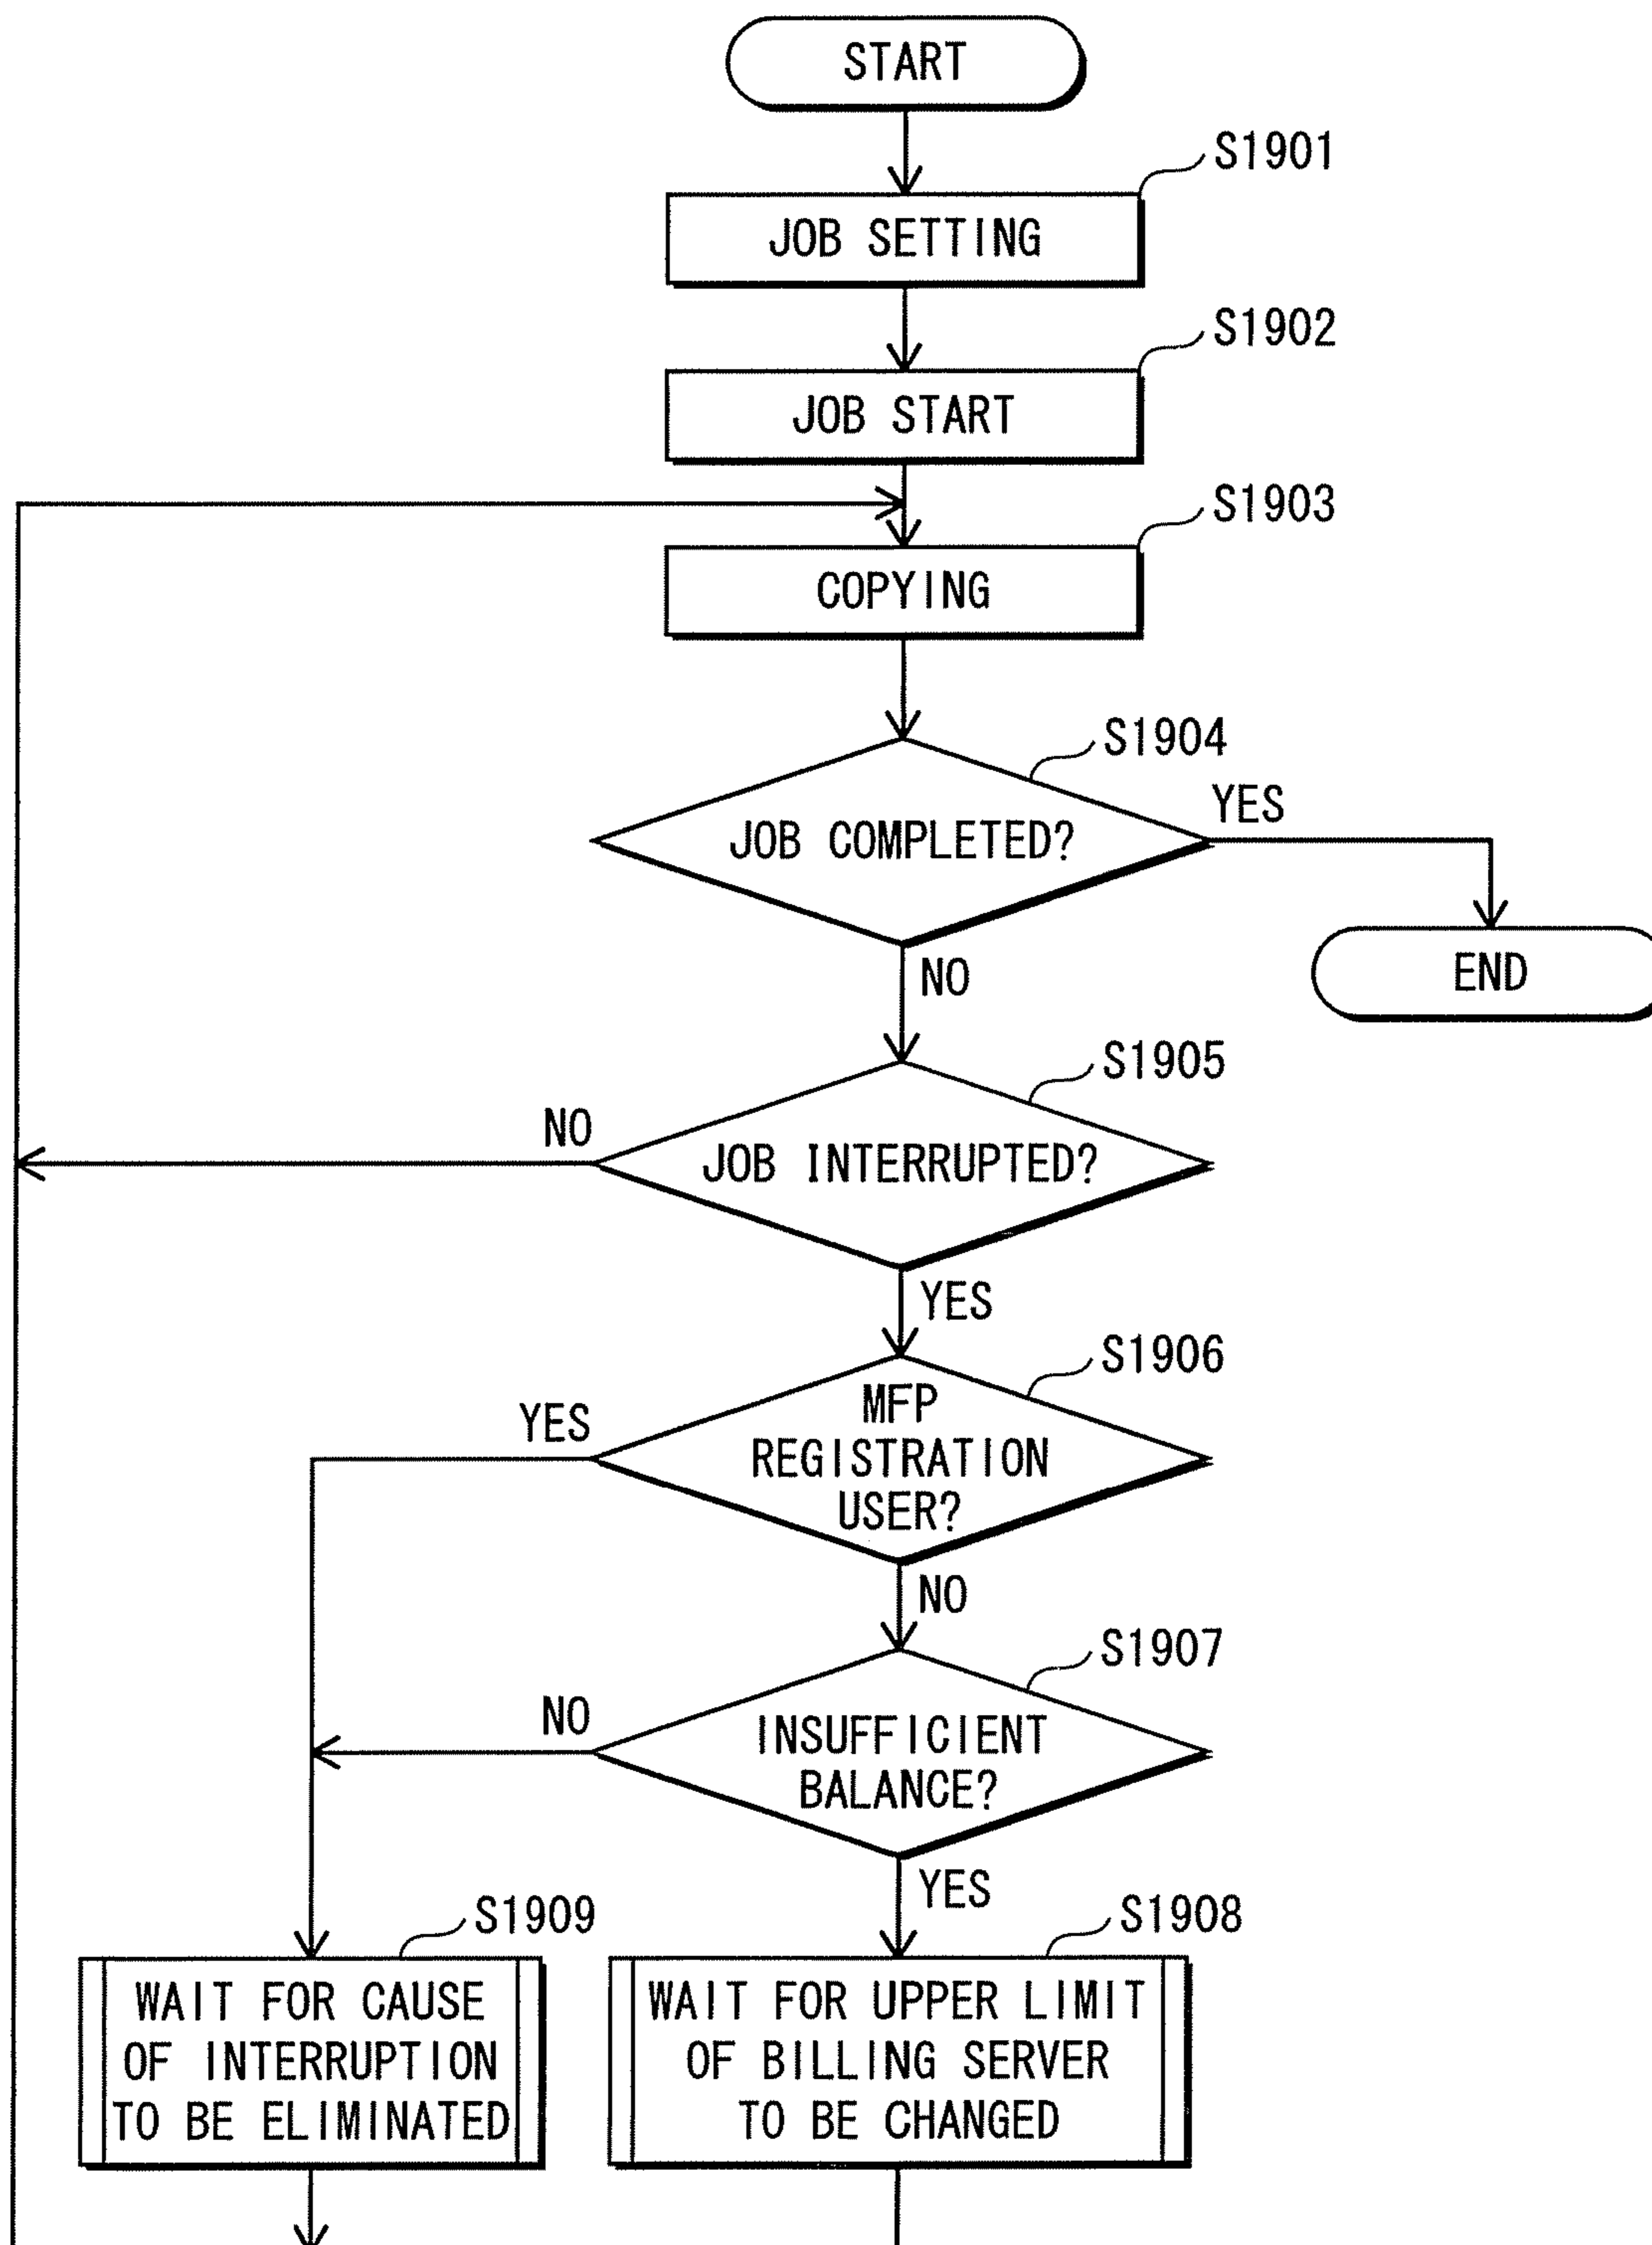 START
S1901
JOB SETTING
S1902
JOB START
S1903
COPYING
S1904
JOB COMPLETED?
YES
NO
END
S1905
NO
JOB INTERRUPTED?
YES
S1906
YES
MFP
REGISTRATION
USER?
NO
S1907
NO
INSUFFICIENT
BALANCE?
YES
S1909
WAIT FOR CAUSE
OF INTERRUPTION
TO BE ELIMINATED
S1908
WAIT FOR UPPER LIMIT
OF BILLING SERVER
TO BE CHANGED